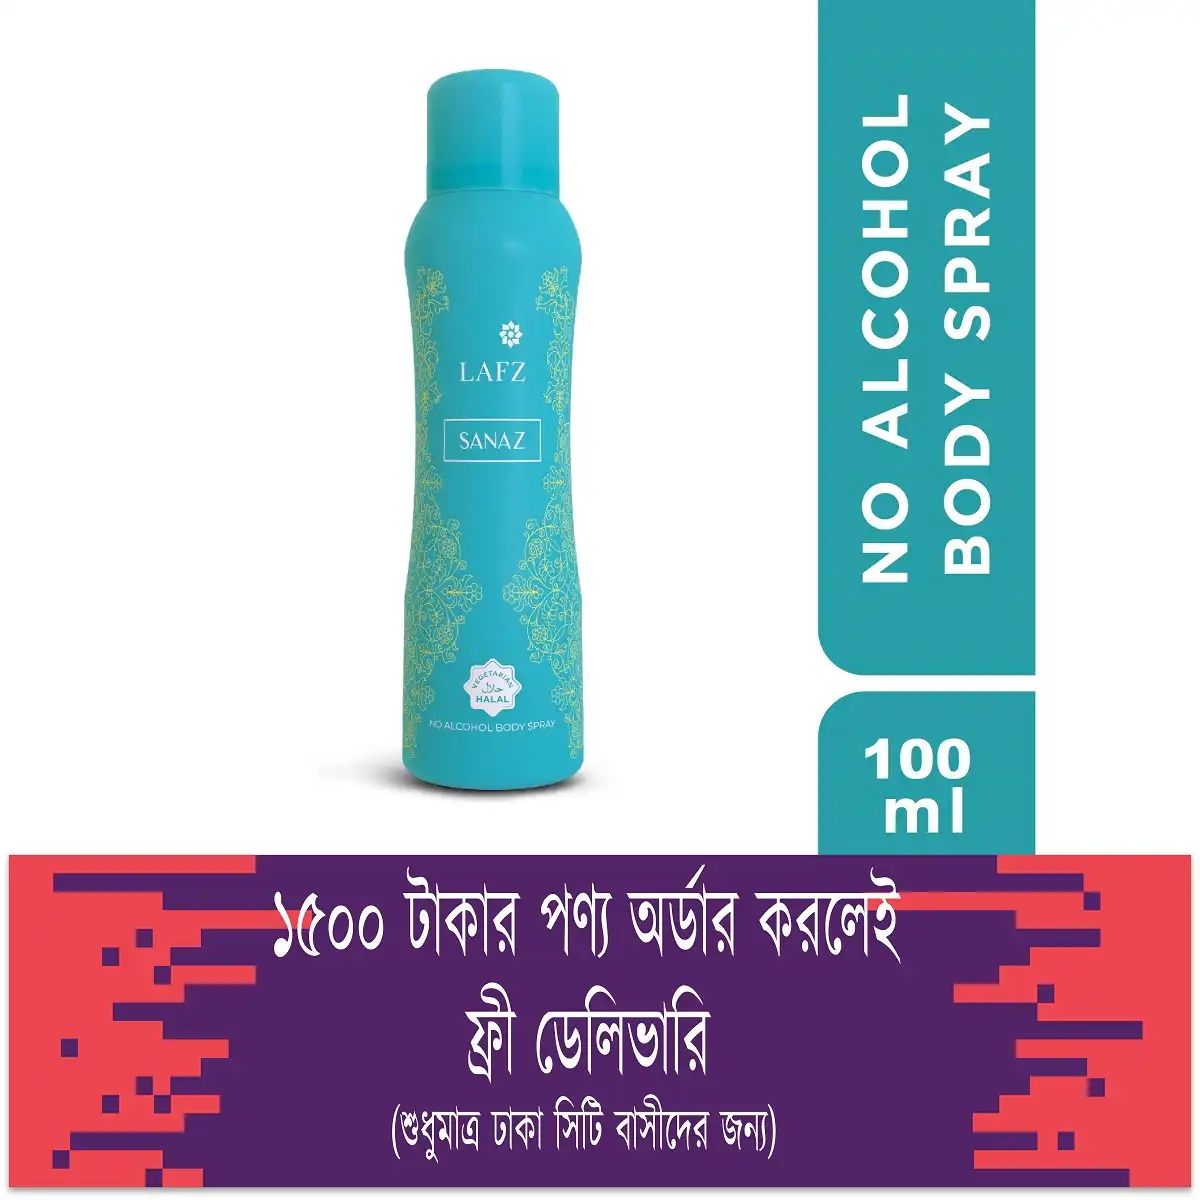 LAFZ
SANAZ
VEGETARIAN
حلال
HALAL
NO ALCOHOL BODY SPRAY
NO ALCOHOL
BODY SPRAY
100
ml
১৫০০ টাকার পণ্য অর্ডার করলেই
ফ্রী ডেলিভারি
(শুধুমাত্র ঢাকা সিটি বাসীদের জন্য)